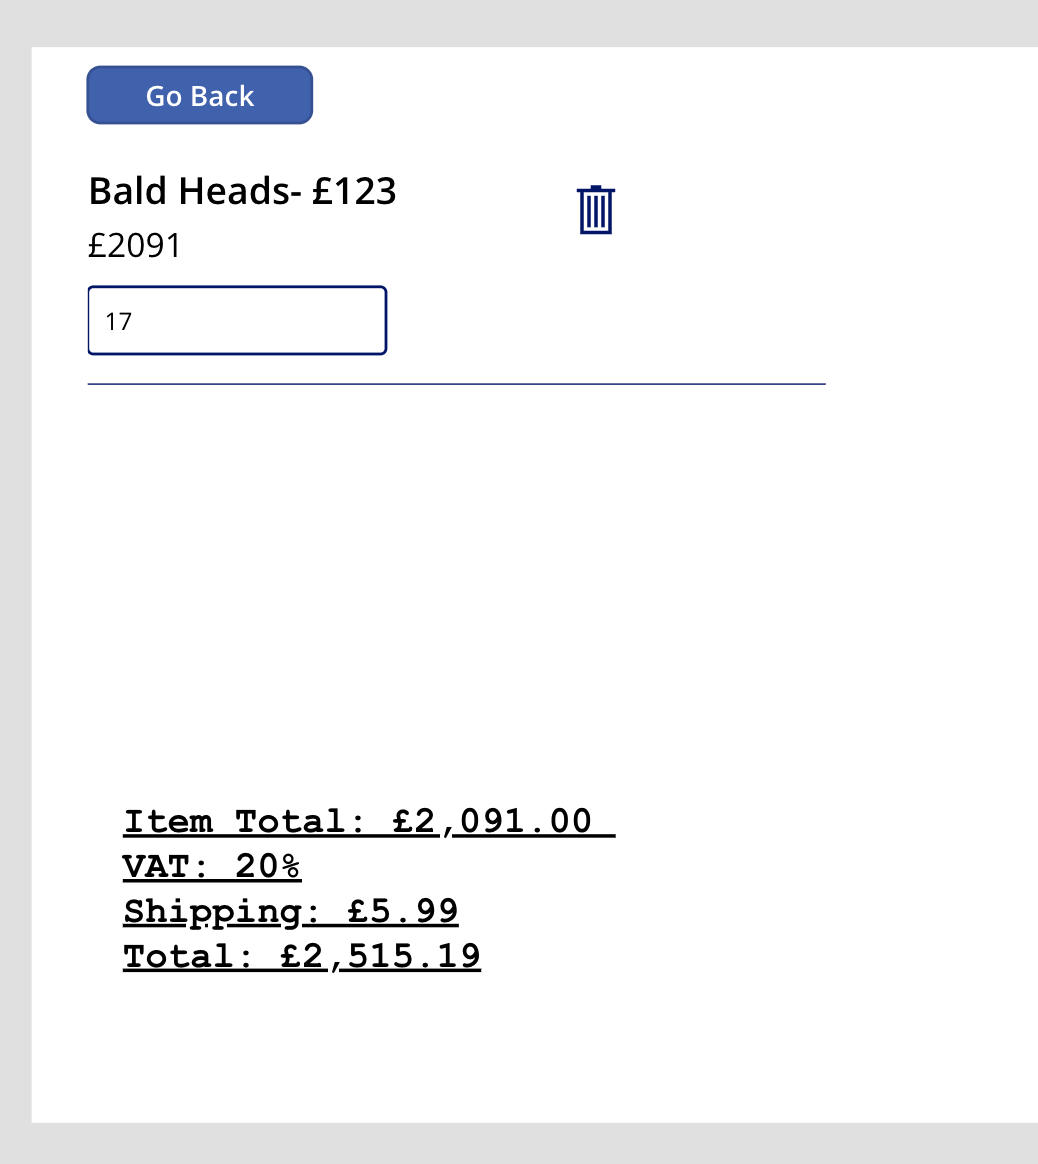 Go Back
Bald Heads- £123
£2091
17
Item Total: £2,091.00
VAT: 20%
Shipping: £5.99
Total: £2,515.19